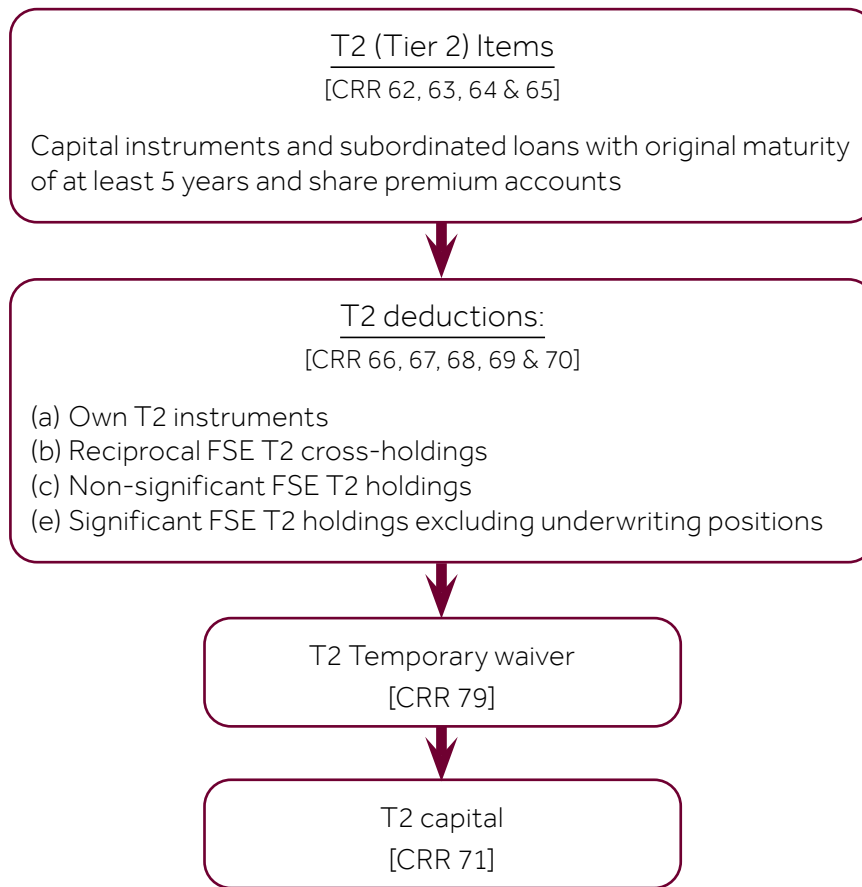 T2 (Tier 2) Items
[CRR 62, 63, 64 & 65]
Capital instruments and subordinated loans with original maturity
of at least 5 years and share premium accounts
T2 deductions:
[CRR 66, 67, 68, 69 & 70]
(a) Own T2 instruments
(b) Reciprocal FSE T2 cross-holdings
(c) Non-significant FSE T2 holdings
(e) Significant FSE T2 holdings excluding underwriting positions
T2 Temporary waiver
[CRR 79]
T2 capital
[CRR 71]